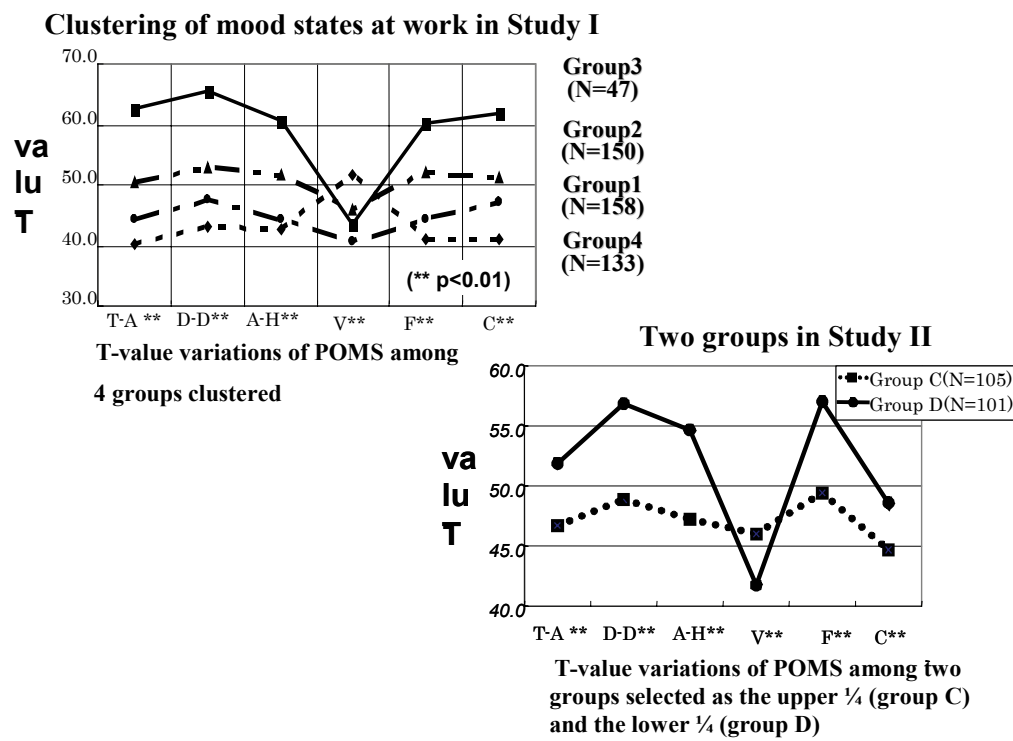 Clustering of mood states at work in Study I
70.0
60.0
50.0
40.0
30.0
va
lu
T
Group3
(N=47)
Group2
(N=150)
Group1
(N=158)
Group4
(N=133)
(** p<0.01)
T-A ** D-D** A-H** V** F** C**
T-value variations of POMS among
4 groups clustered
Two groups in Study II
60.0
55.0
50.0
45.0
40.0
va
lu
T
Group C(N=105)
Group D(N=101)
T-A ** D-D** A-H** V** F** C**
T-value variations of POMS among two
groups selected as the upper ¼ (group C)
and the lower ¼ (group D)